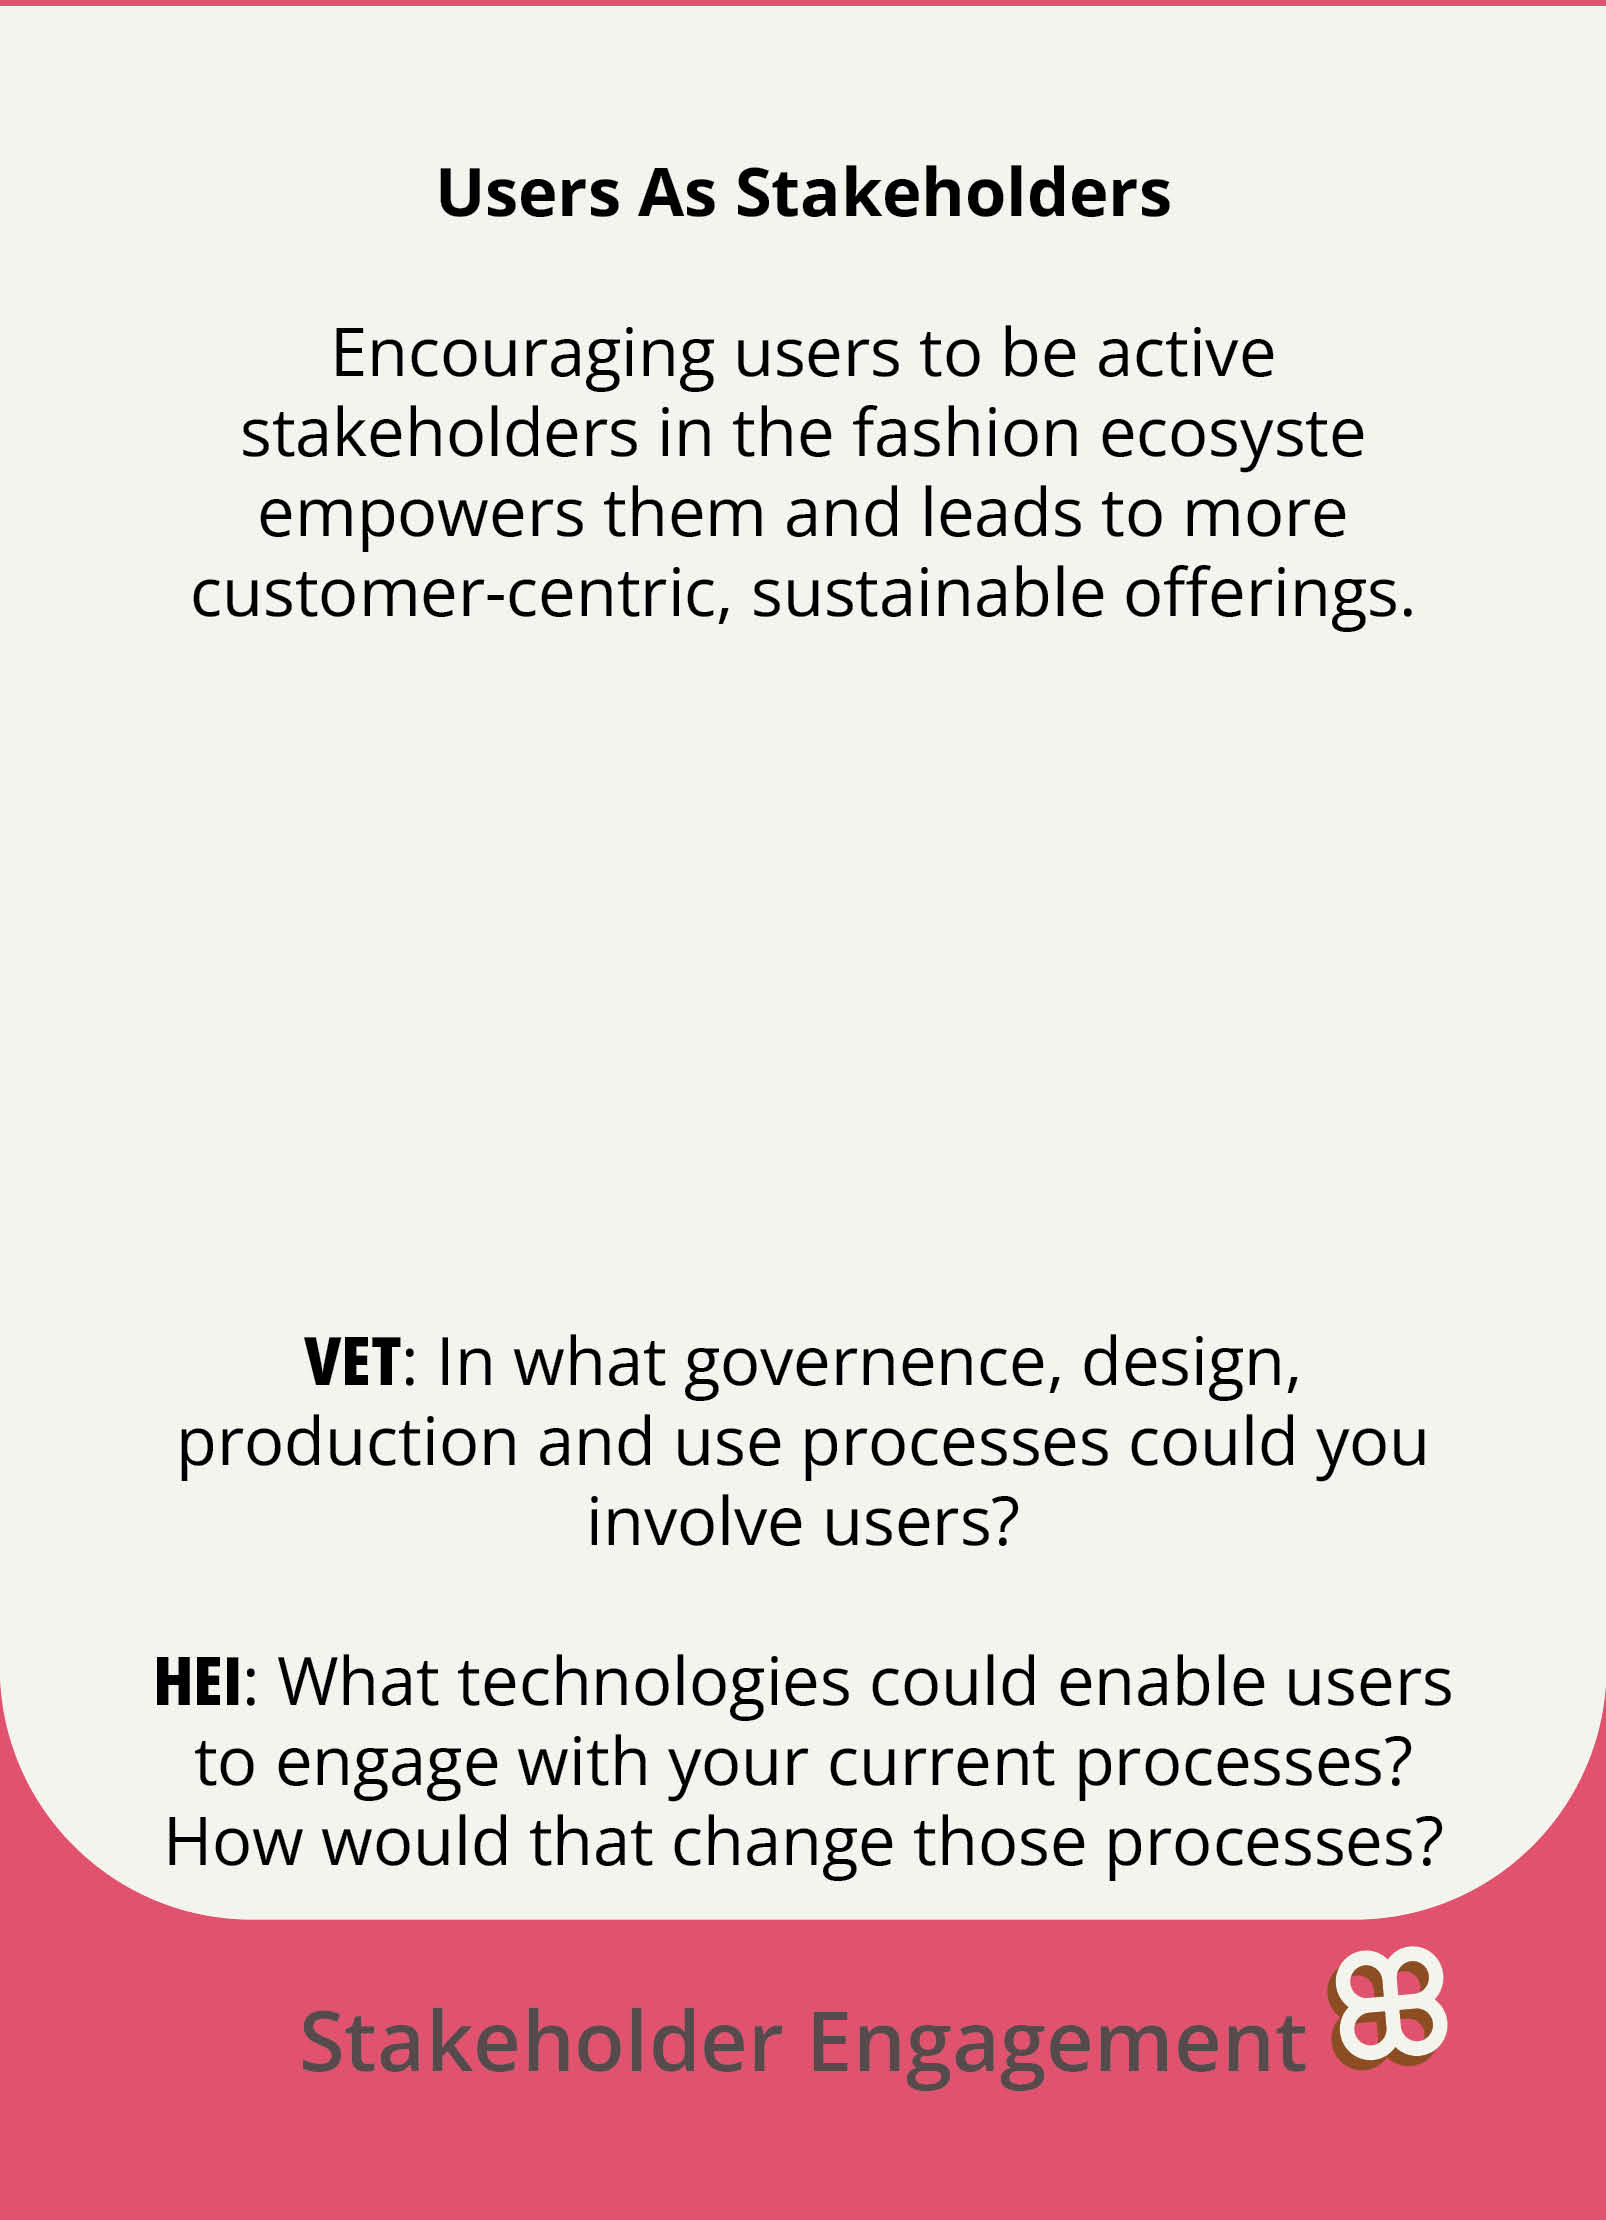 Users As Stakeholders
Encouraging users to be active
stakeholders in the fashion ecosyste
empowers them and leads to more
customer-centric, sustainable offerings.
VET: In what governence, design,
production and use processes could you
involve users?
HEI: What technologies could enable users
to engage with your current processes?
How would that change those processes?
Stakeholder Engagement